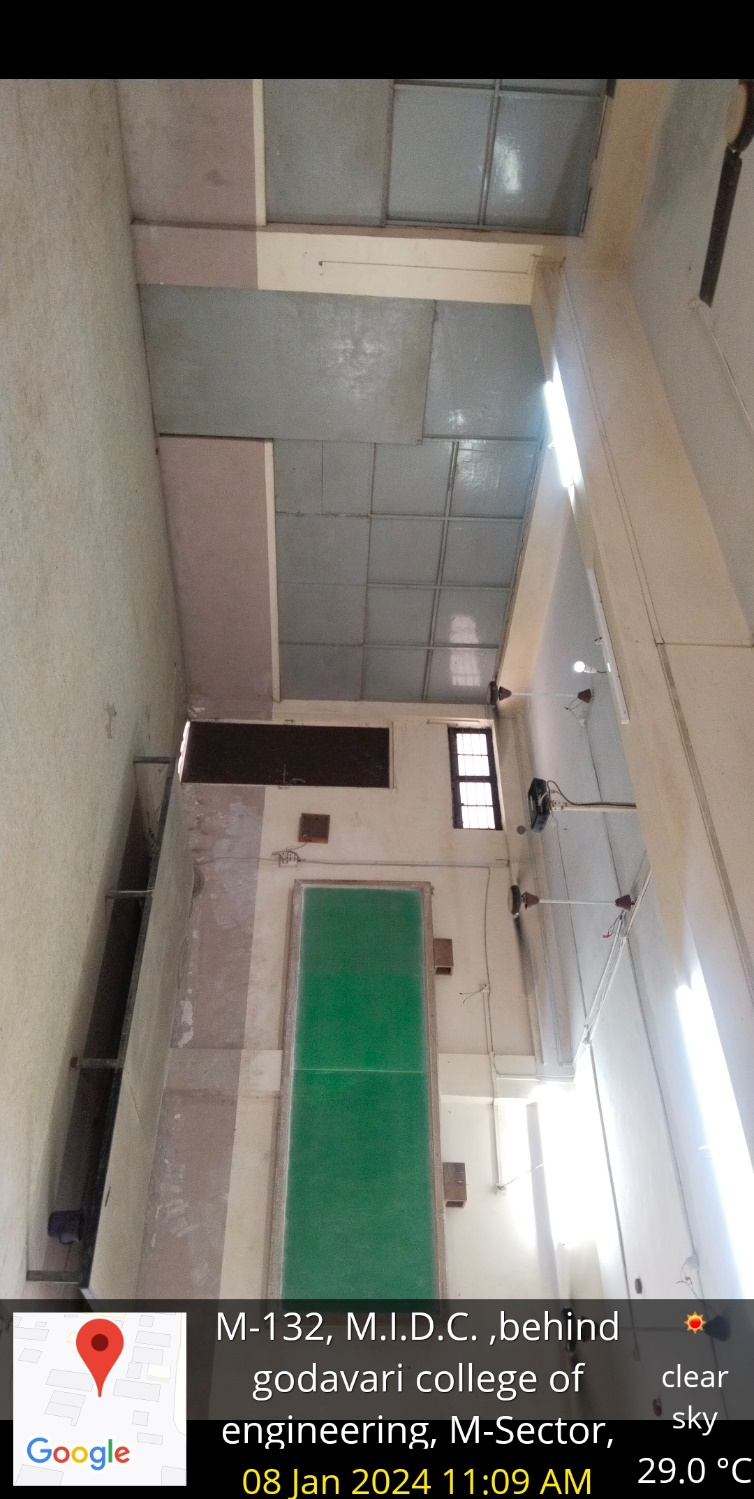 M-132, M.I.D.C. ,behind
godavari college of
engineering, M-Sector,
08 Jan 2024 11:09 AM
clear
sky
29.0 °C
Google